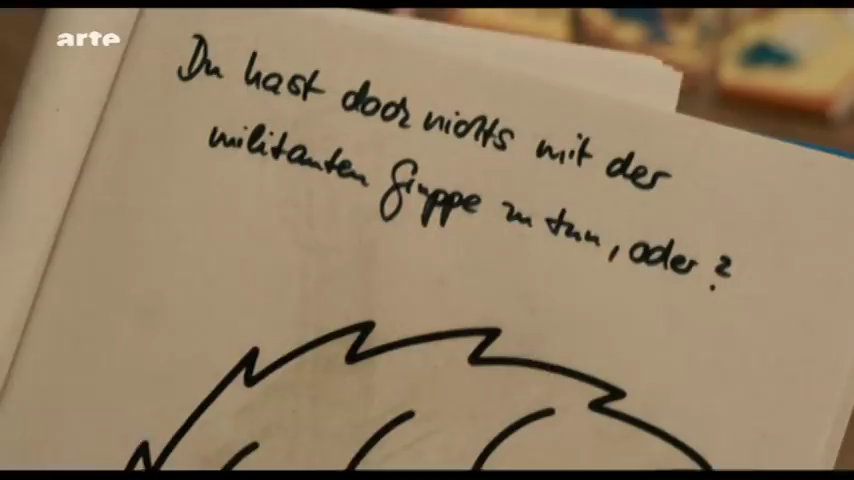 arte
Du hast doch nichts mit der
militanten Gruppe zu tun, oder?